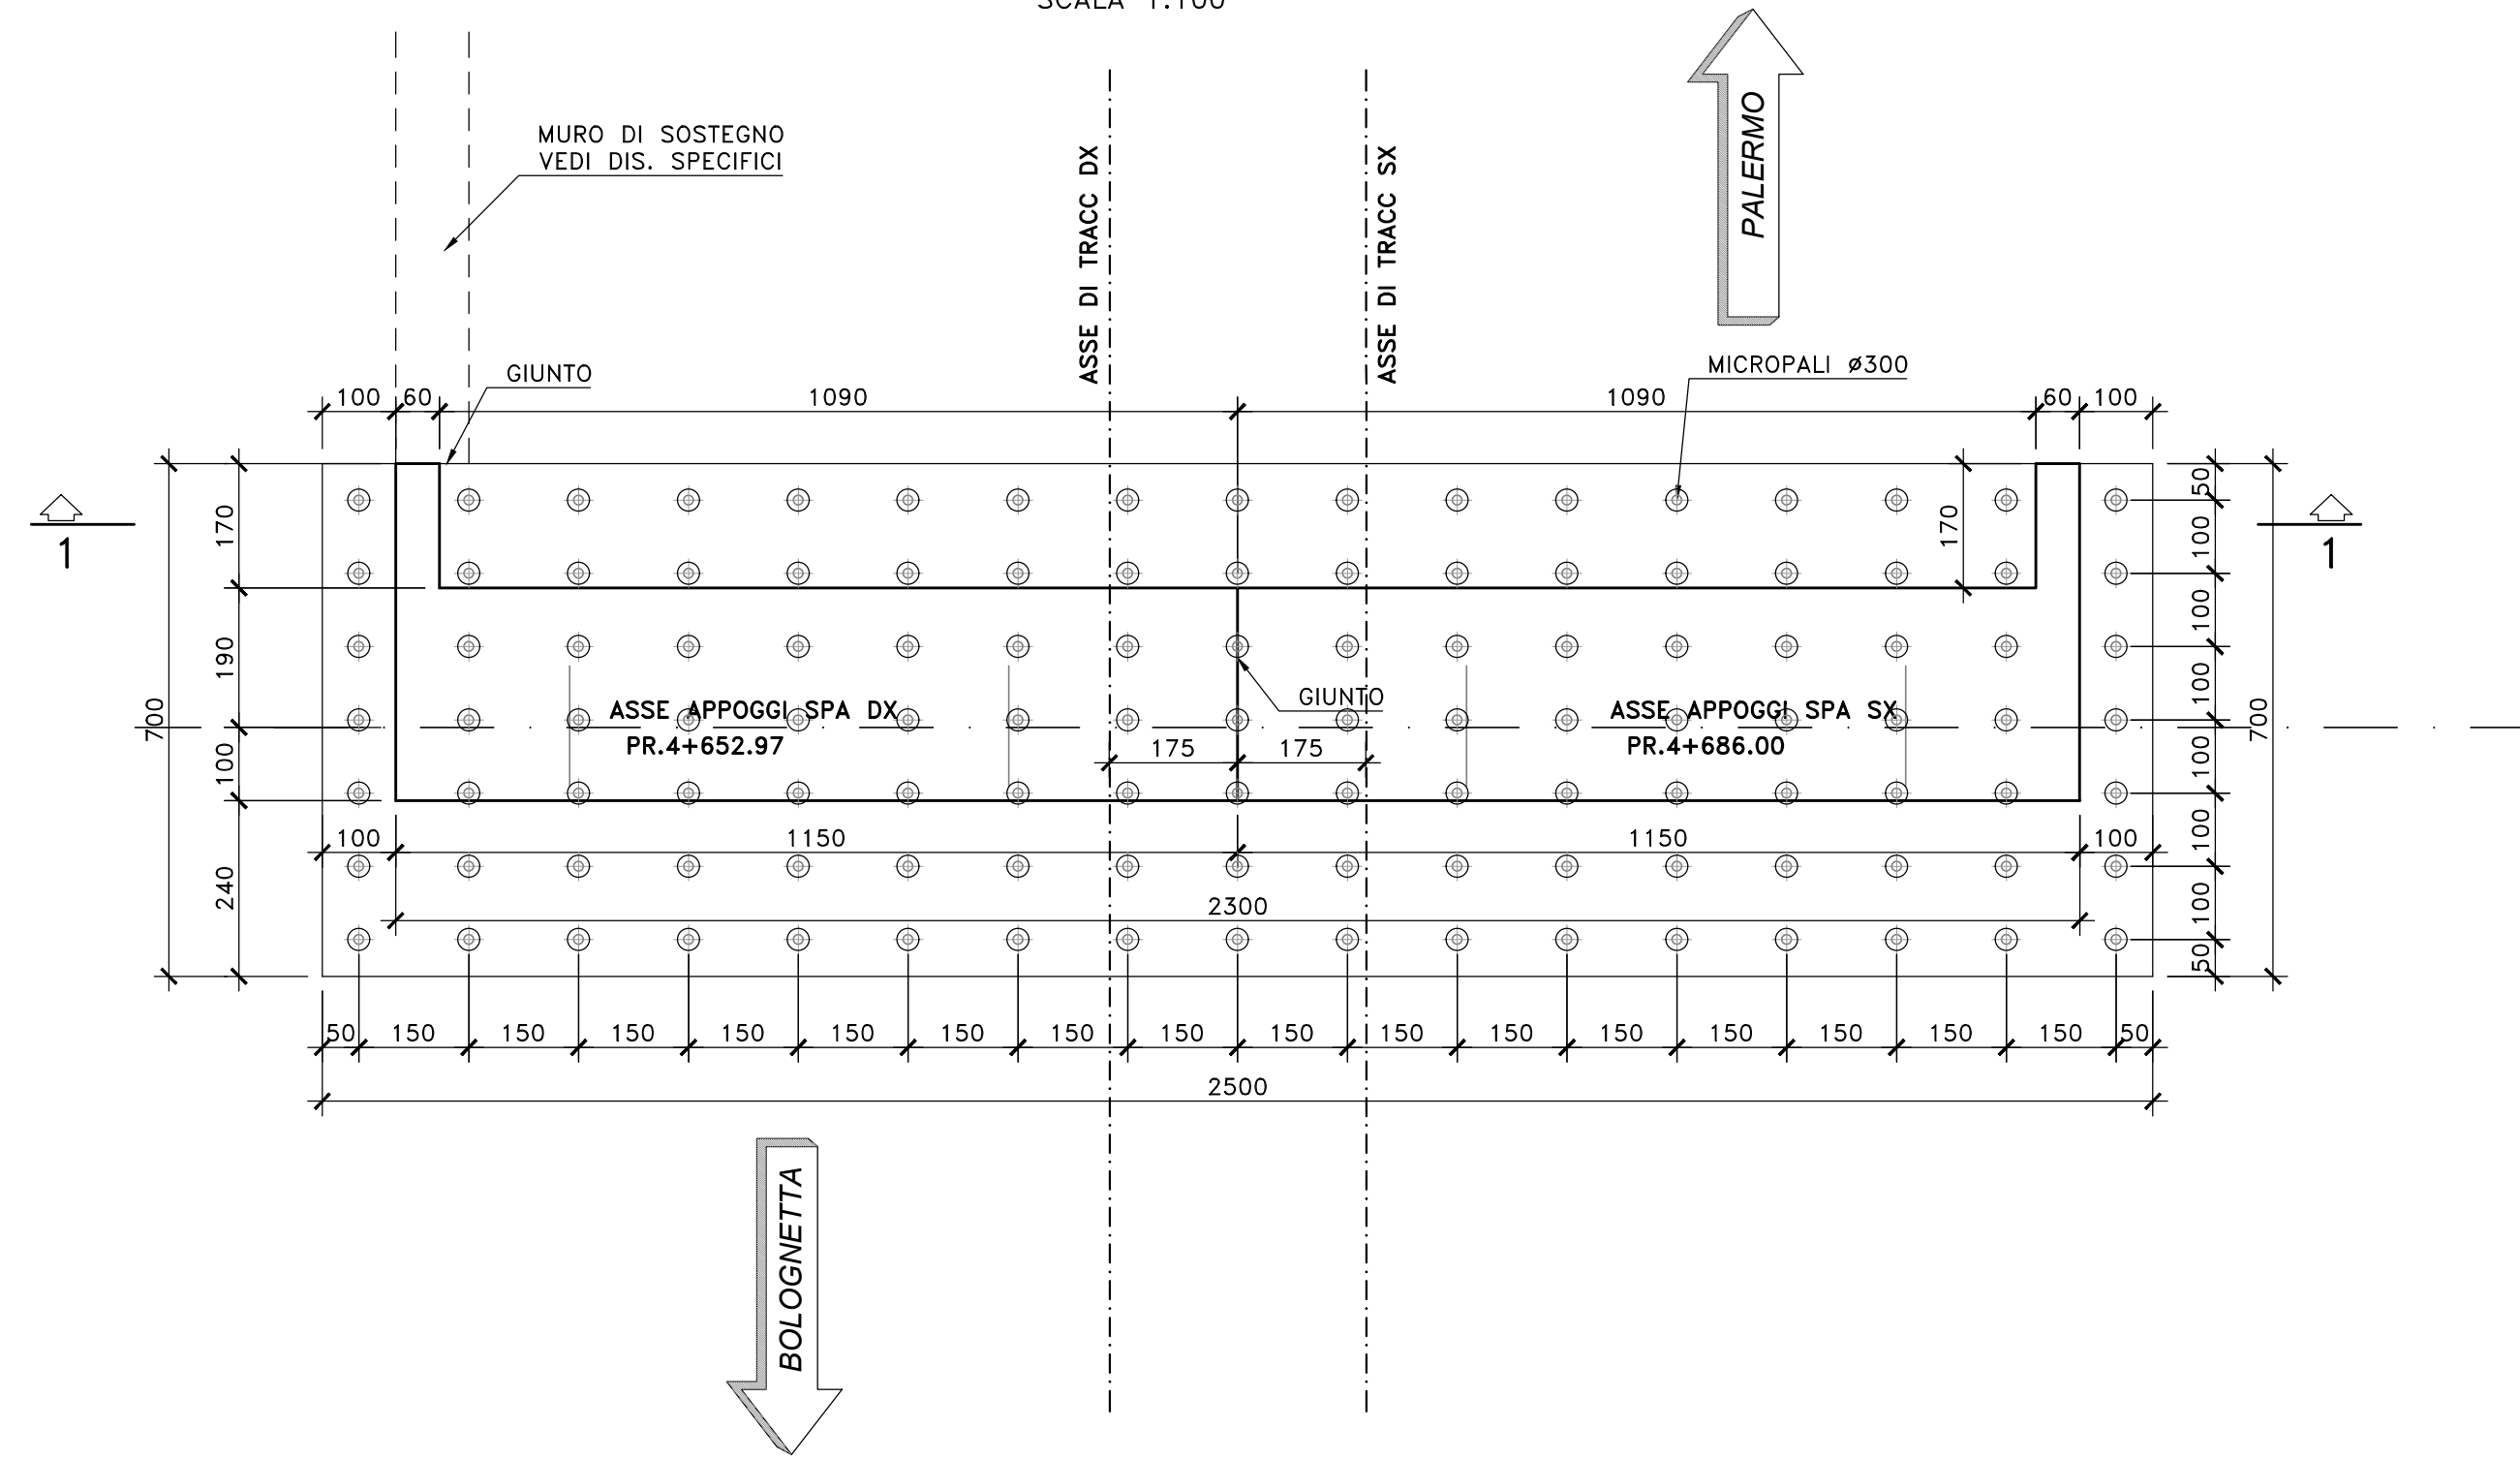 SCALA 1:100
PALERMO
MURO DI SOSTEGNO
VEDI DIS. SPECIFICI
ASSE DI TRACC DX
ASSE DI TRACC SX
GIUNTO
MICROPALI ø300
100 60 1090 1090 60 100
170
190
100
240
700
1
1
170
50
100
100
100
100
100
100
50
700
GIUNTO
ASSE APPOGGI SPA DX
PR.4+652.97
ASSE APPOGGI SPA SX
PR.4+686.00
175 175
100 1150 1150 100
2300
50 150 150 150 150 150 150 150 150 150 150 150 150 150 150 150 150 50
2500
BOLOGNETTA